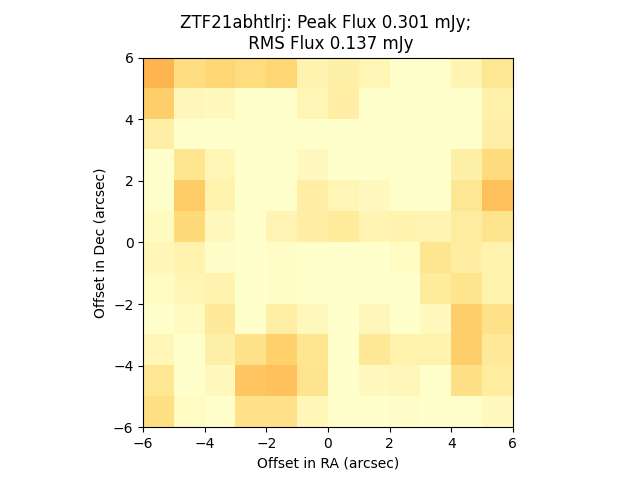 ZTF21abhtlrj: Peak Flux 0.301 mJy;
RMS Flux 0.137 mJy
6
4
2
0
−2
−4
−6
Offset in Dec (arcsec)
−6 −4 −2 0 2 4 6
Offset in RA (arcsec)